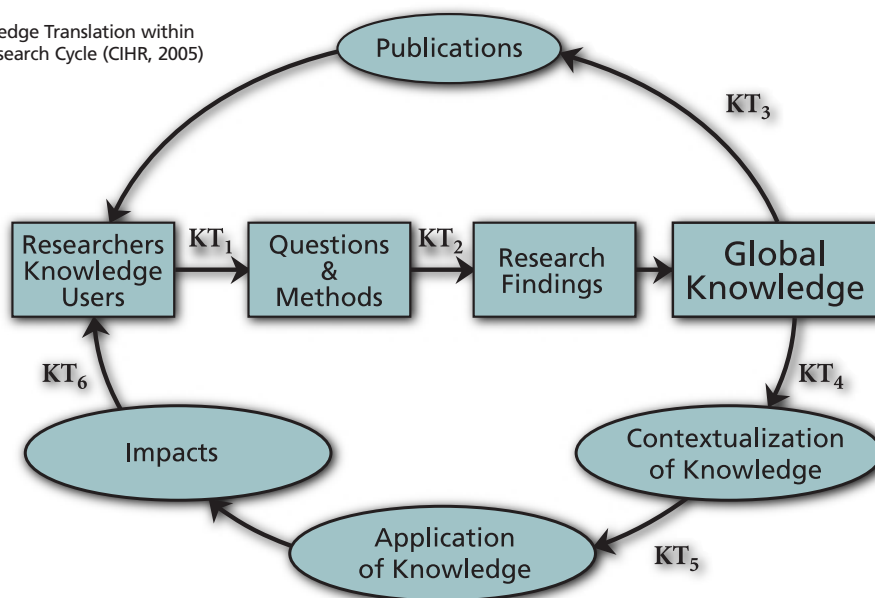 edge Translation within
search Cycle (CIHR, 2005)
Publications
KT3
Researchers
Knowledge
Users
KT1
Questions
&
Methods
KT2
Research
Findings
Global
Knowledge
KT6
KT4
Impacts
Contextualization
of Knowledge
Application
of Knowledge
KT5